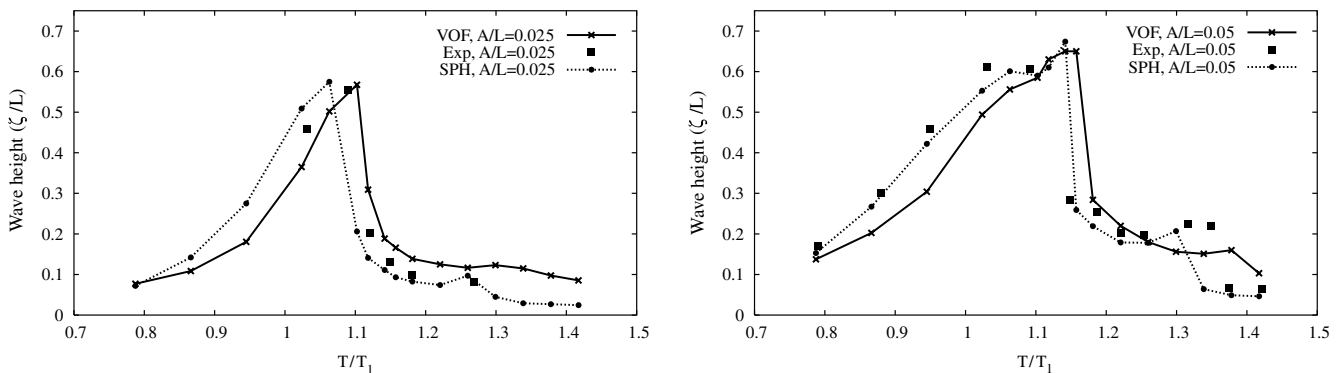 VOF, A/L=0.025
Exp, A/L=0.025
SPH, A/L=0.025
0.7
0.6
0.5
0.4
0.3
0.2
0.1
0
Wave height (ζ/L)
0.7 0.8 0.9 1 1.1 1.2 1.3 1.4 1.5
T/T1
VOF, A/L=0.05
Exp, A/L=0.05
SPH, A/L=0.05
0.7
0.6
0.5
0.4
0.3
0.2
0.1
0
Wave height (ζ/L)
0.7 0.8 0.9 1 1.1 1.2 1.3 1.4 1.5
T/T1